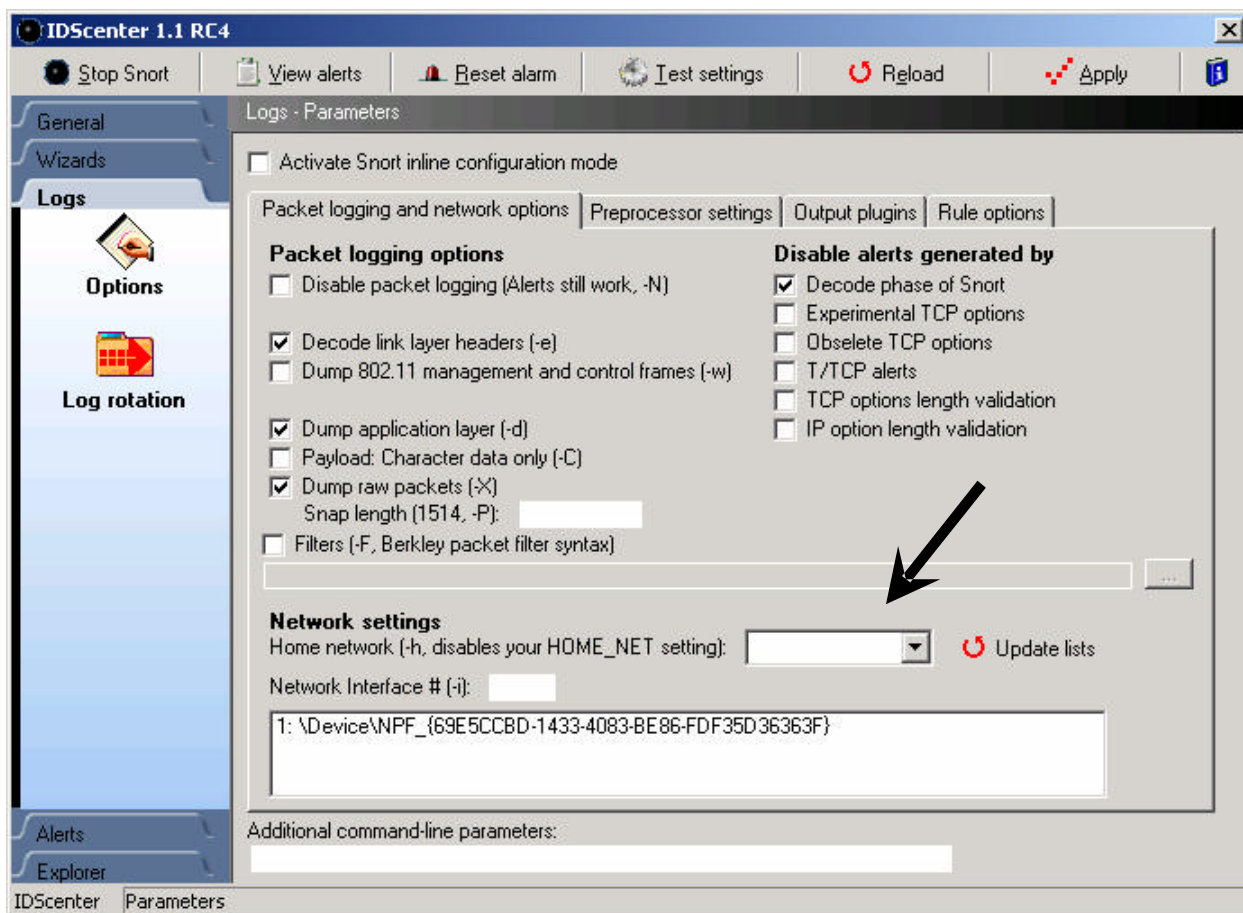 IDScenter 1.1 RC4
Stop Snort View alerts Reset alarm Test settings Reload Apply
General
Wizards
Logs
Options
Log rotation
Alerts
Explorer
Logs - Parameters
Activate Snort inline configuration mode
Packet logging and network options Preprocessor settings Output plugins Rule options
Packet logging options
Disable packet logging (Alerts still work, -N)
Decode link layer headers (-e)
Dump 802.11 management and control frames (-w)
Dump application layer (-d)
Payload: Character data only (-C)
Dump raw packets (-X)
Snap length (1514, -P):
Filters (-F, Berkley packet filter syntax)
...
Disable alerts generated by
Decode phase of Snort
Experimental TCP options
Obselete TCP options
T/TCP alerts
TCP options length validation
IP option length validation
Network settings
Home network (-h, disables your HOME_NET setting):
Update lists
Network Interface # (-i):
1: \Device\NPF_{69E5CCBD-1433-4083-BE86-FDF35D36363F}
Additional command-line parameters:
IDScenter Parameters